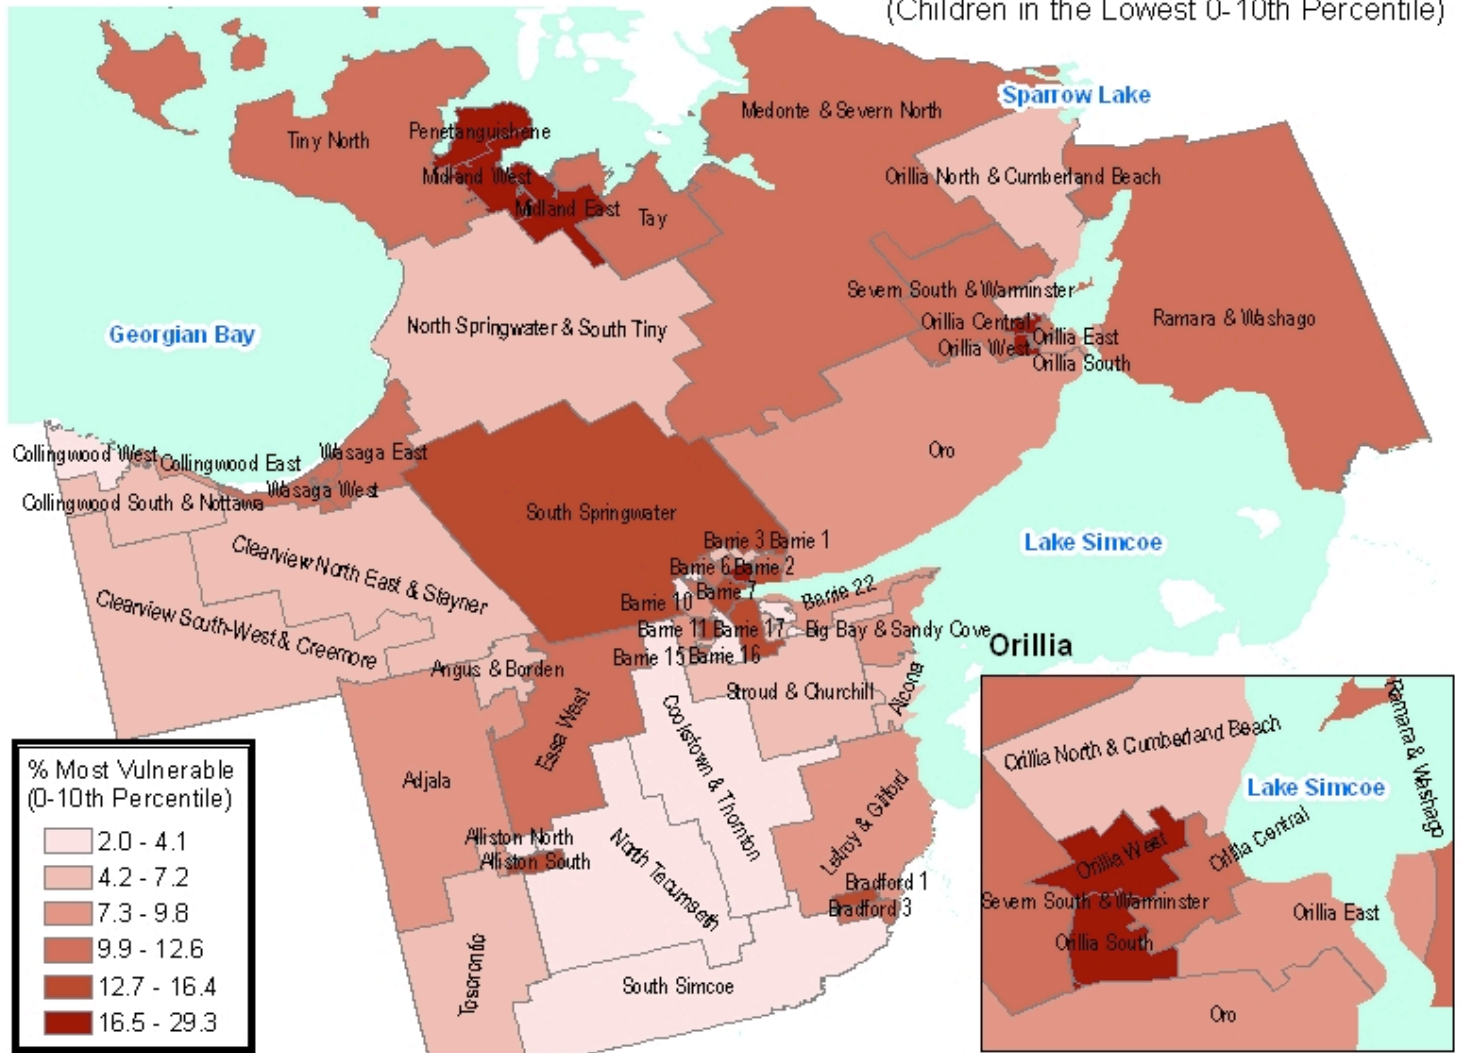 (Children in the Lowest 0-10th Percentile)
Sparrow Lake
Medonte & Severn North
Tiny North
Penetanguishene
Midland West
Orillia North & Cumberland Beach
Midland East
Tay
Severn South & Warminster
Georgian Bay
North Springwater & South Tiny
Orillia Central
Ramara & Washago
Orillia East
Orillia West
Orillia South
Collingwood West
Collingwood East
Wasaga East
Oro
Wasaga West
Collingwood South & Nottawa
South Springwater
Barrie 3
Barrie 1
Lake Simcoe
Clearview North East & Stayner
Barrie 6
Barrie 2
Barrie 7
Barrie 22
Barrie 10
Clearview South-West & Creemore
Barrie 11
Barrie 17
Big Bay & Sandy Cove
Orillia
Barrie 15
Barrie 16
Angus & Borden
Stroud & Churchill
Alcona
Essa West
Cookstown & Thornton
Adjala
Lefroy & Gilford
Alliston North
Alliston South
North Tecumseth
Bradford 1
Bradford 3
Tosorontio
South Simcoe
% Most Vulnerable
(0-10th Percentile)
2.0 - 4.1
4.2 - 7.2
7.3 - 9.8
9.9 - 12.6
12.7 - 16.4
16.5 - 29.3
Orillia North & Cumberland Beach
Ramara & Washago
Lake Simcoe
Orillia Central
Orillia West
Severn South & Warminster
Orillia East
Orillia South
Oro